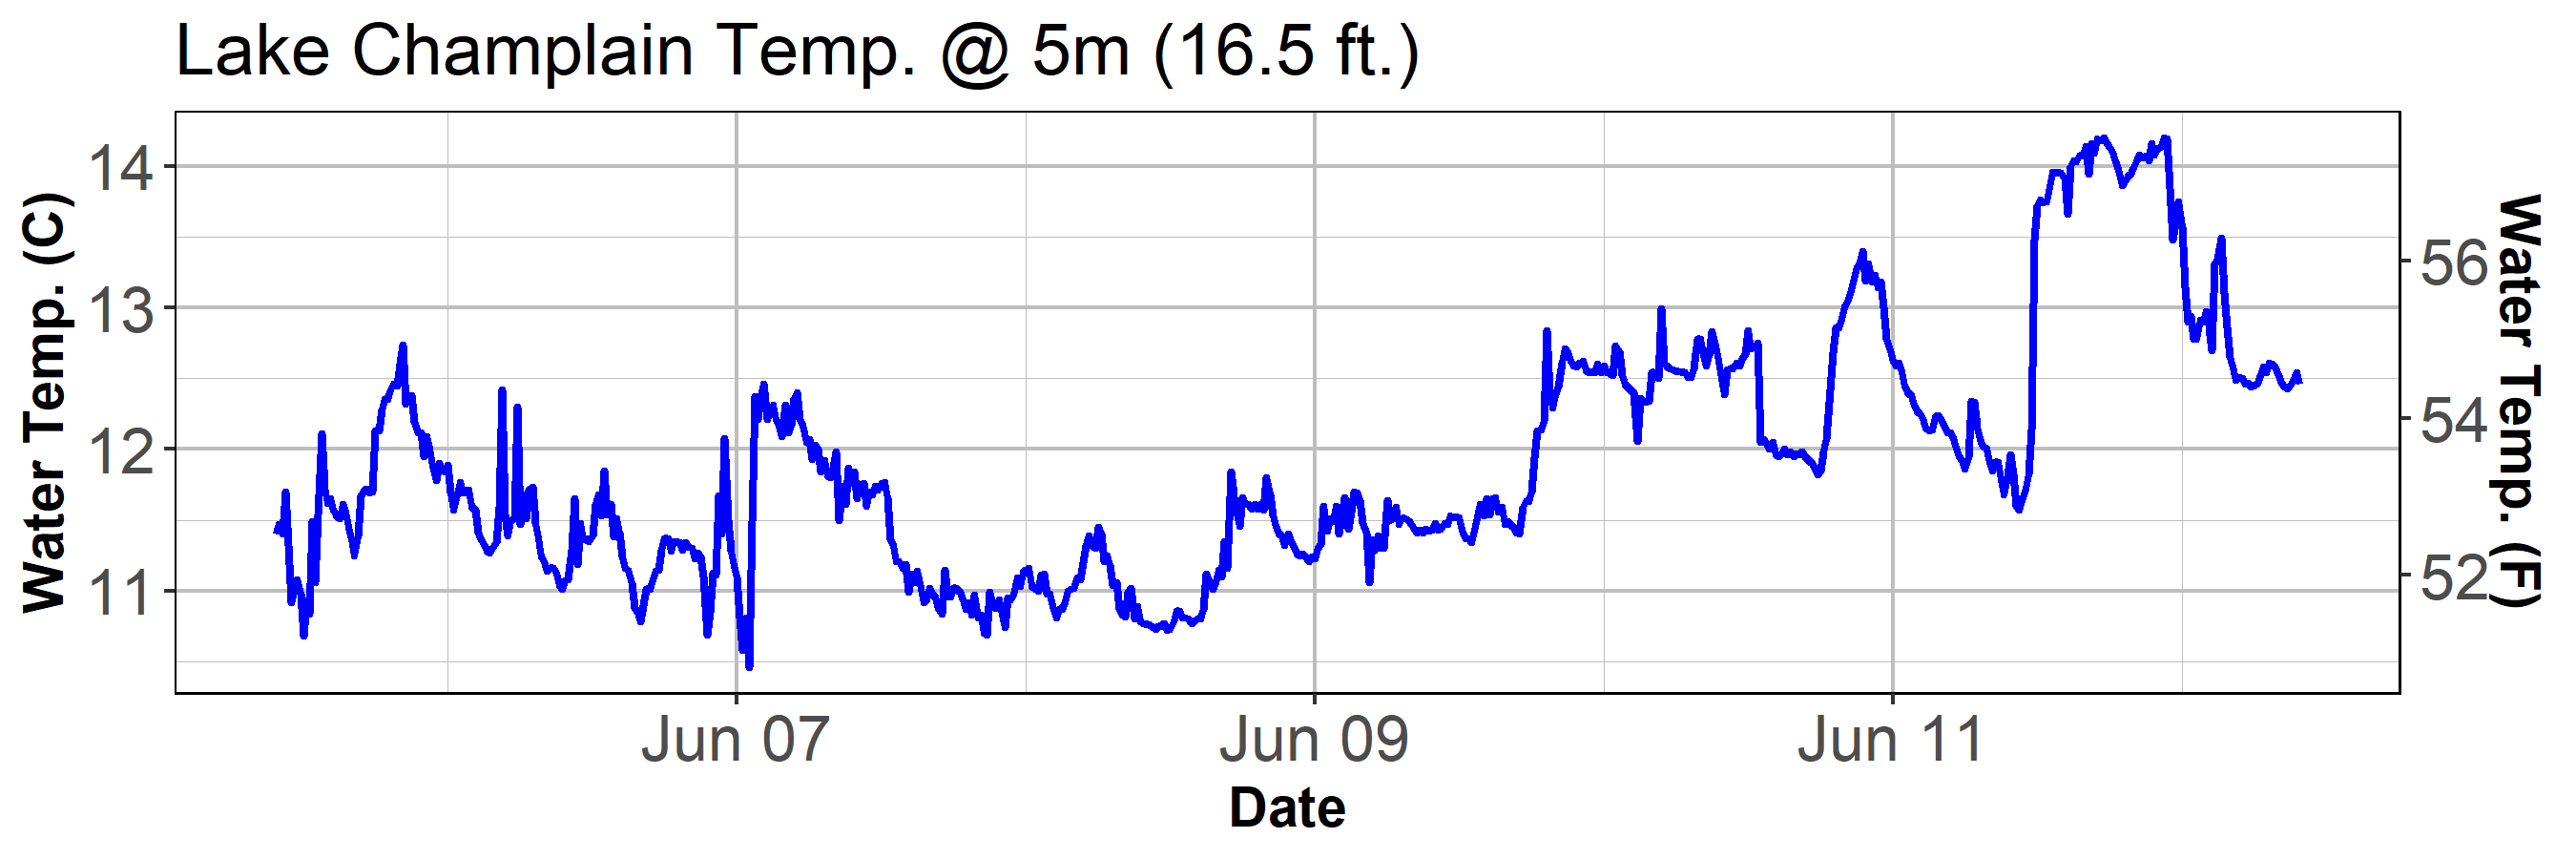 Lake Champlain Temp. @ 5m (16.5 ft.)
Water Temp. (C)
14
13
12
11
56
54
52
Water Temp. (F)
Jun 07
Jun 09
Jun 11
Date